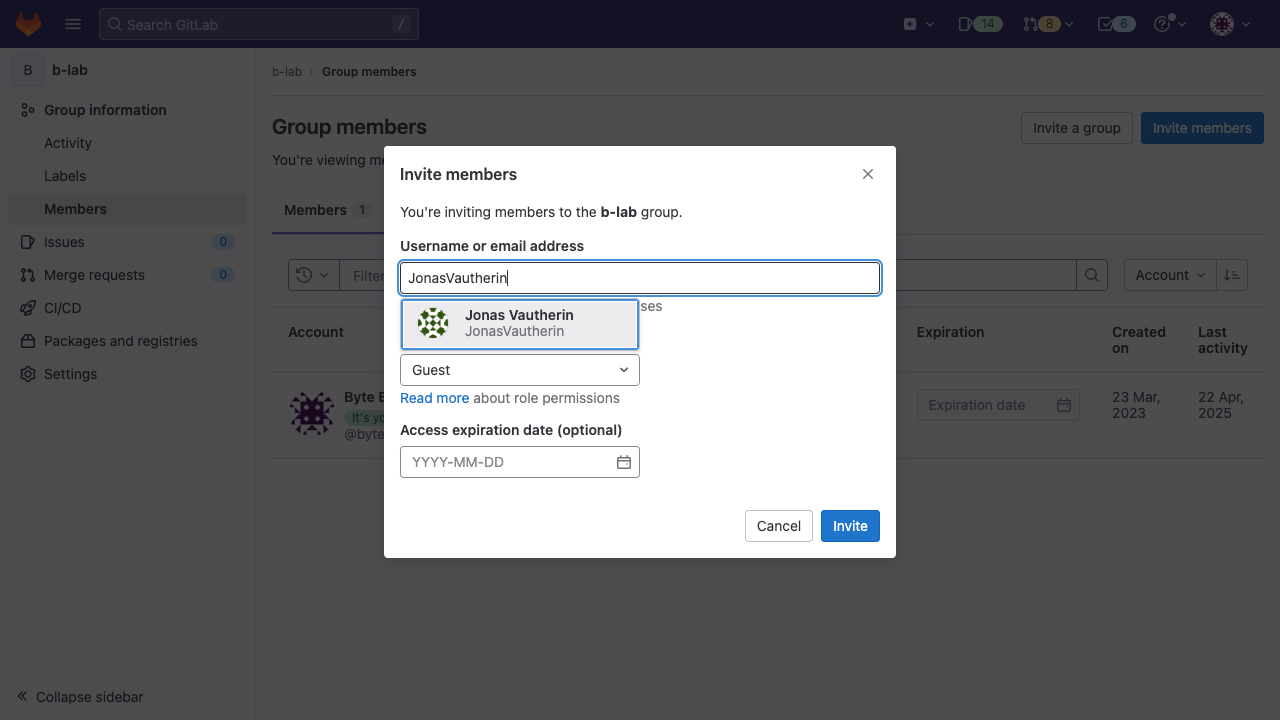 Search GitLab
/
14
8
6
B
b-lab
Group information
Activity
Labels
Members
Issues
0
Merge requests
0
CI/CD
Packages and registries
Settings
Collapse sidebar
b-lab
Group members
Group members
Invite a group
Invite members
You're viewing me
Members 1
Filter
Account
Account
Expiration
Created on
Last activity
Byte
It's yo
@byte
Expiration date
23 Mar, 2023
22 Apr, 2025
Invite members
You're inviting members to the b-lab group.
Username or email address
JonasVautherin
ses
Jonas Vautherin
JonasVautherin
Guest
Read more about role permissions
Access expiration date (optional)
YYYY-MM-DD
Cancel
Invite